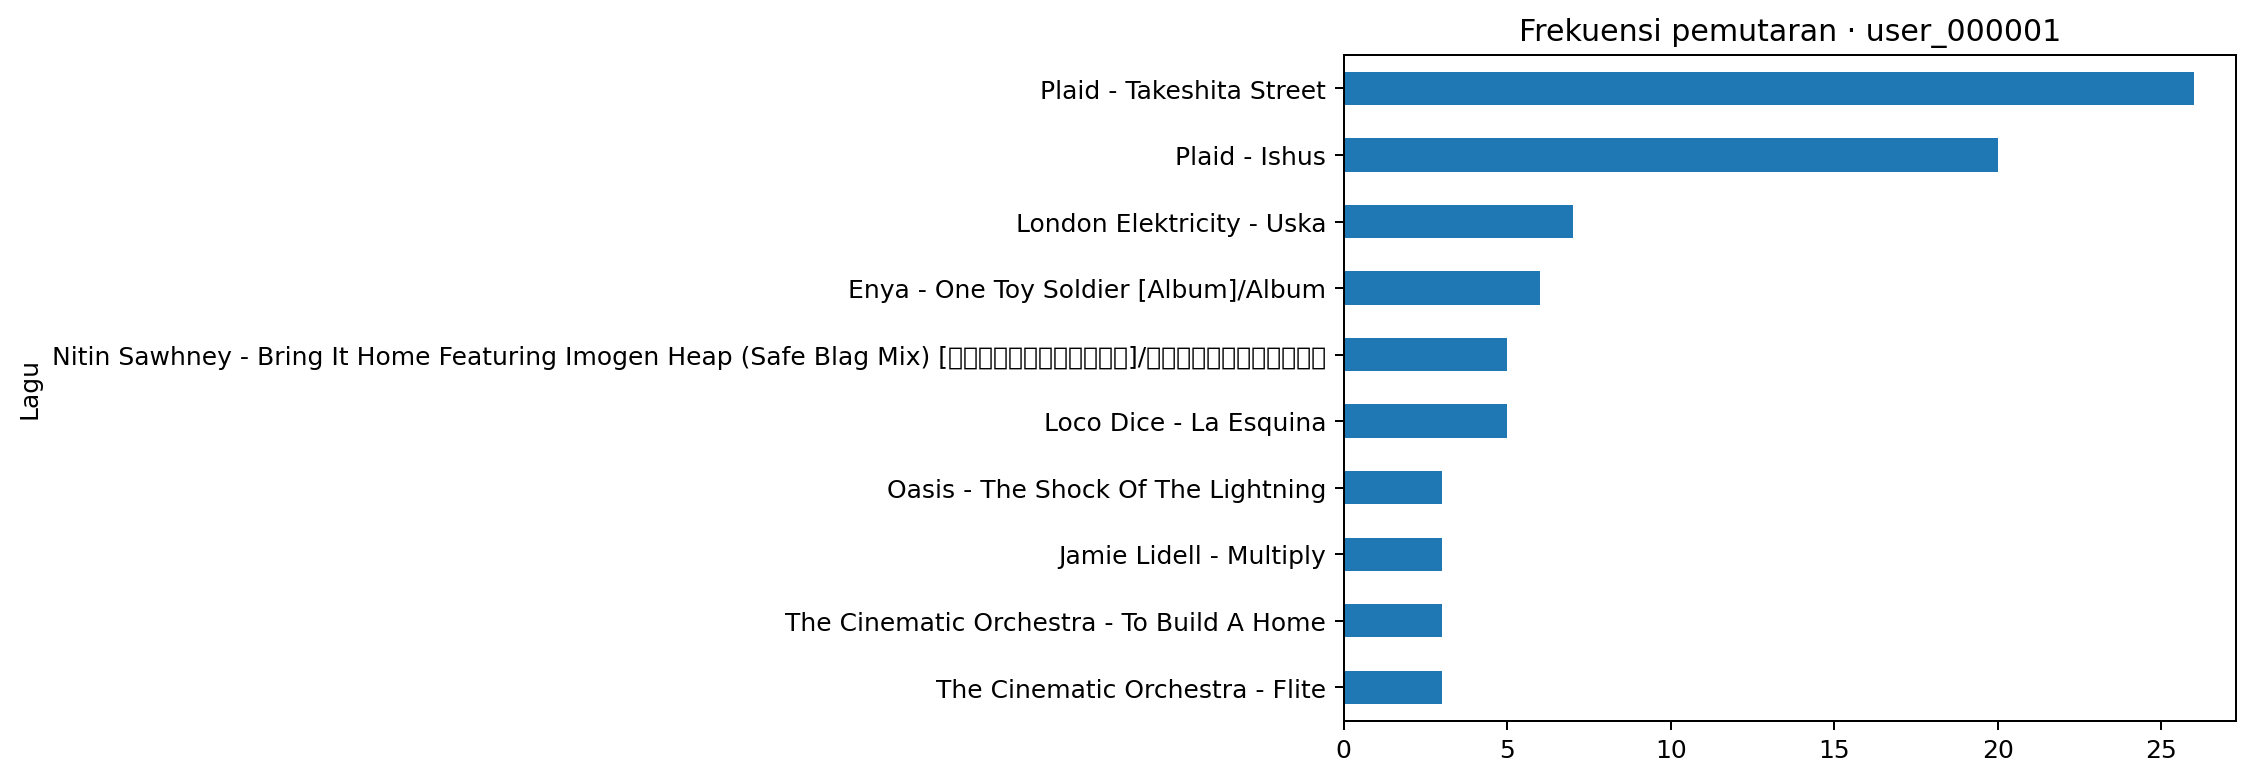 Frekuensi pemutaran · user_000001
Plaid - Takeshita Street
Plaid - Ishus
London Elektricity - Uska
Enya - One Toy Soldier [Album]/Album
Nitin Sawhney - Bring It Home Featuring Imogen Heap (Safe Blag Mix)
Loco Dice - La Esquina
Oasis - The Shock Of The Lightning
Jamie Lidell - Multiply
The Cinematic Orchestra - To Build A Home
The Cinematic Orchestra - Flite
Lagu
0 5 10 15 20 25